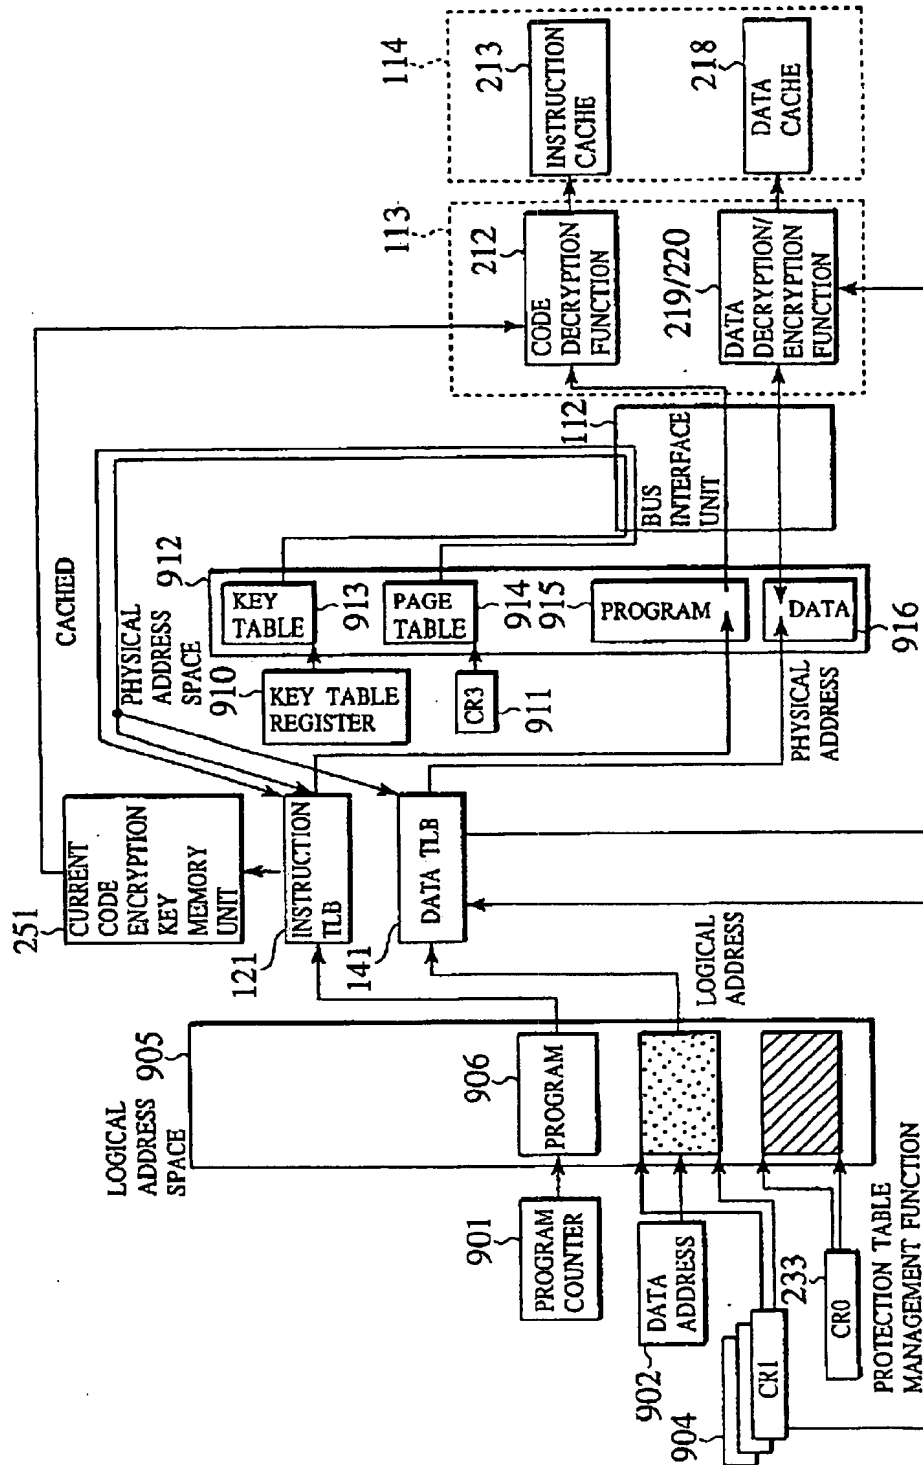 LOGICAL
ADDRESS
SPACE
905
901
PROGRAM
COUNTER
906
PROGRAM
902
DATA
ADDRESS
904
CR1
233
CR0
PROTECTION TABLE
MANAGEMENT FUNCTION
251
CURRENT
CODE
ENCRYPTION
KEY
MEMORY
UNIT
121
INSTRUCTION
TLB
141
DATA TLB
LOGICAL
ADDRESS
CACHED
PHYSICAL
ADDRESS
SPACE
912
910
KEY TABLE
REGISTER
KEY
TABLE
913
CR3
911
PAGE
TABLE
914
915
PROGRAM
DATA
916
PHYSICAL
ADDRESS
112
BUS
INTERFACE
UNIT
113
212
CODE
DECRYPTION
FUNCTION
219/220
DATA
DECRYPTION/
ENCRYPTION
FUNCTION
114
213
INSTRUCTION
CACHE
218
DATA
CACHE